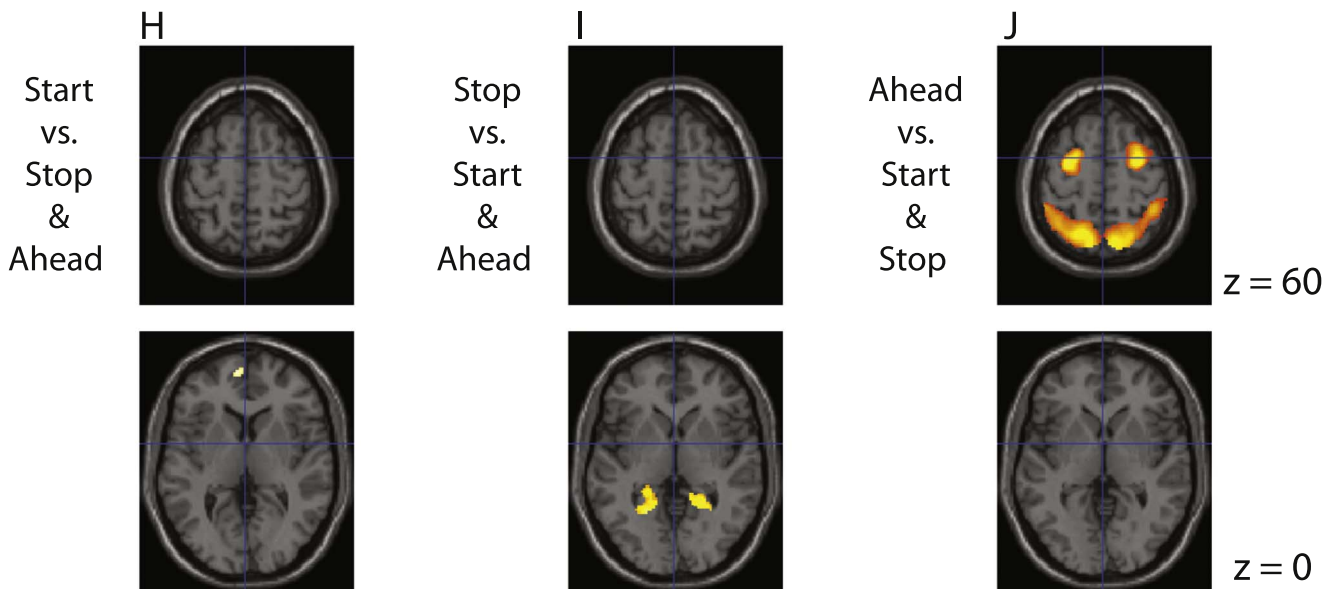 H
Start
vs.
Stop
&
Ahead
I
Stop
vs.
Start
&
Ahead
J
Ahead
vs.
Start
&
Stop
z = 60
z = 0